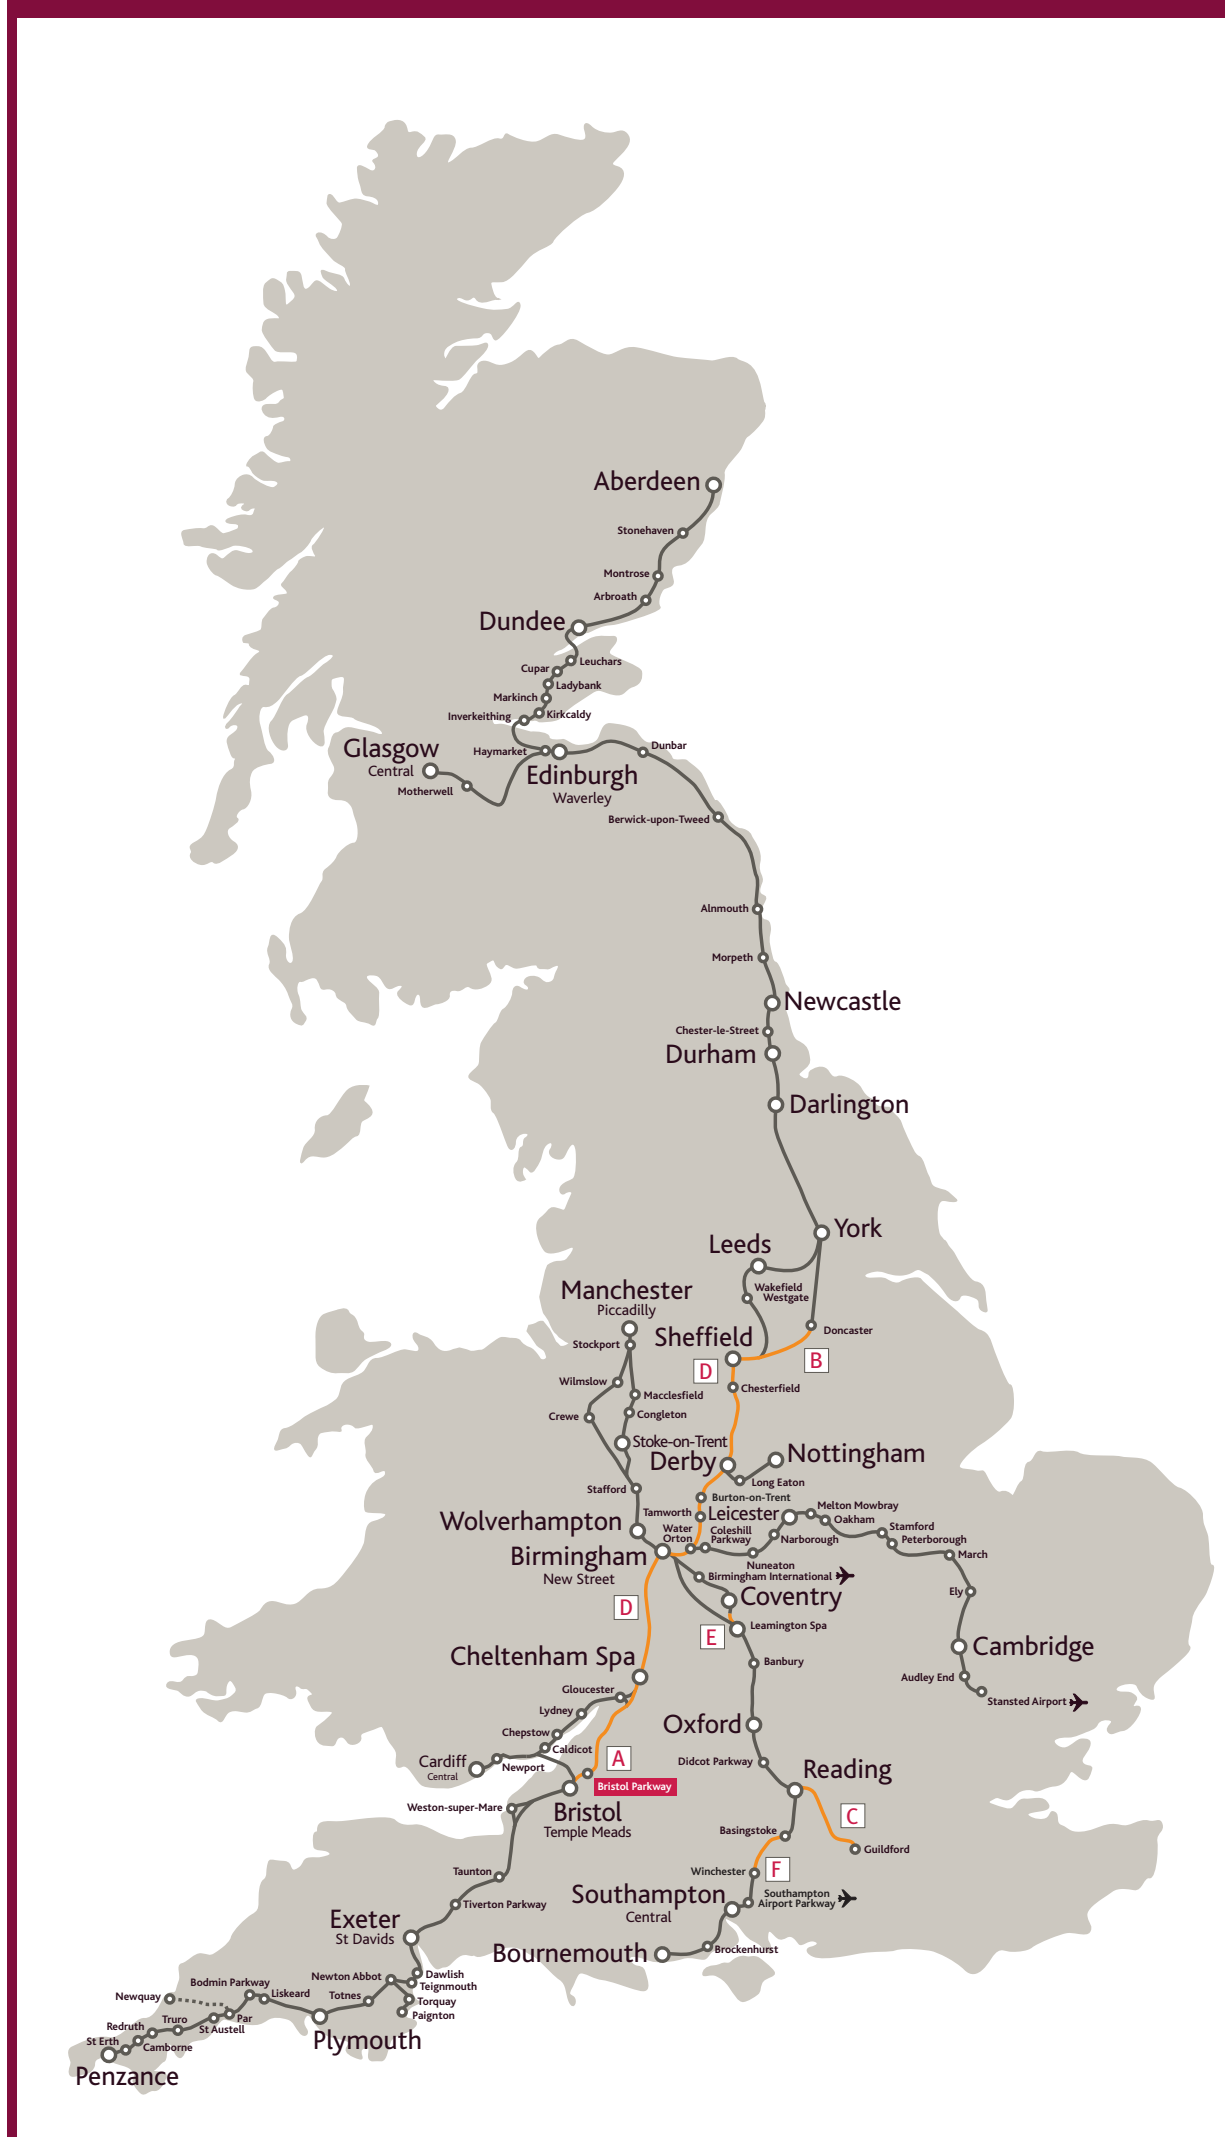 Aberdeen
Stonehaven
Montrose
Arbroath
Dundee
Leuchars
Cupar
Ladybank
Markinch
Kirkcaldy
Inverkeithing
Glasgow
Central
Haymarket
Dunbar
Edinburgh
Waverley
Motherwell
Berwick-upon-Tweed
Alnmouth
Morpeth
Newcastle
Chester-le-Street
Durham
Darlington
York
Leeds
Wakefield
Westgate
Manchester
Piccadilly
Doncaster
Stockport
Sheffield
B
D
Wilmslow
Chesterfield
Macclesfield
Crewe
Congleton
Stoke-on-Trent
Nottingham
Derby
Long Eaton
Stafford
Burton-on-Trent
Melton Mowbray
Tamworth
Leicester
Oakham
Wolverhampton
Stamford
Water
Orton
Coleshill
Parkway
Narborough
Peterborough
Birmingham
New Street
March
Nuneaton
Birmingham International
Ely
Coventry
D
Leamington Spa
E
Cambridge
Cheltenham Spa
Banbury
Audley End
Gloucester
Stansted Airport
Lydney
Oxford
Chepstow
Caldicot
A
Cardiff
Central
Newport
Didcot Parkway
Reading
Bristol Parkway
Weston-super-Mare
Bristol
Temple Meads
C
Basingstoke
Guildford
Taunton
Winchester
F
Southampton
Central
Southampton
Airport Parkway
Tiverton Parkway
Exeter
St Davids
Bournemouth
Brockenhurst
Dawlish
Newton Abbot
Teignmouth
Bodmin Parkway
Liskeard
Totnes
Newquay
Torquay
Paignton
Par
Truro
St Austell
Redruth
Plymouth
St Erth
Camborne
Penzance